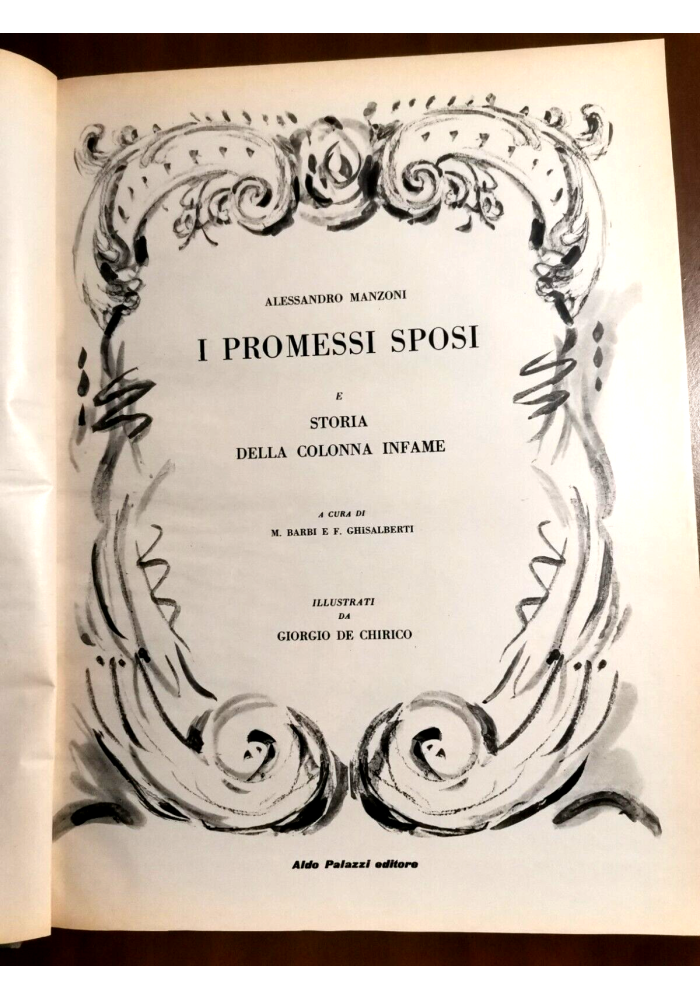 ALESSANDRO MANZONI
I PROMESSI SPOSI
E
STORIA
DELLA COLONNA INFAME
A CURA DI
M. BARBI E F. GHiSALBERTI
ILLUSTRATI
DA
GIORGIO DE CHIRICO
Aldo Palazzi editore